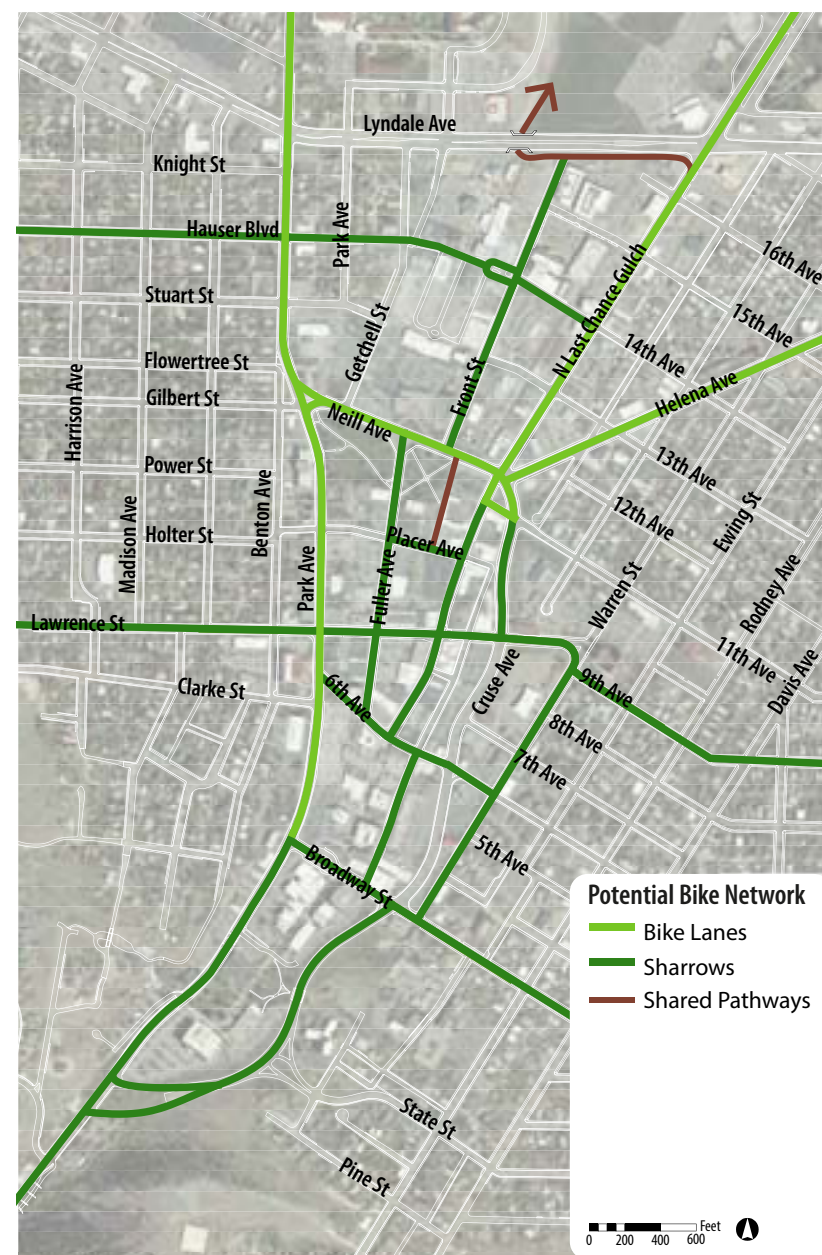 Lyndale Ave
Knight St
Hauser Blvd
Park Ave
16th Ave
Stuart St
15th Ave
N Last Chance Gulch
Getchell St
14th Ave
Flowertree St
Front St
Helena Ave
Gilbert St
Harrison Ave
Neill Ave
Power St
13th Ave
Benton Ave
12th Ave
Ewing St
Madison Ave
Holter St
Placer Ave
Park Ave
Fuller Ave
Warren St
Rodney Ave
Lawrence St
11th Ave
Davis Ave
Clarke St
6th Ave
Cruse Ave
9th Ave
8th Ave
7th Ave
5th Ave
Broadway St
State St
Pine St
Potential Bike Network
Bike Lanes
Sharrows
Shared Pathways
Feet
0 200 400 600